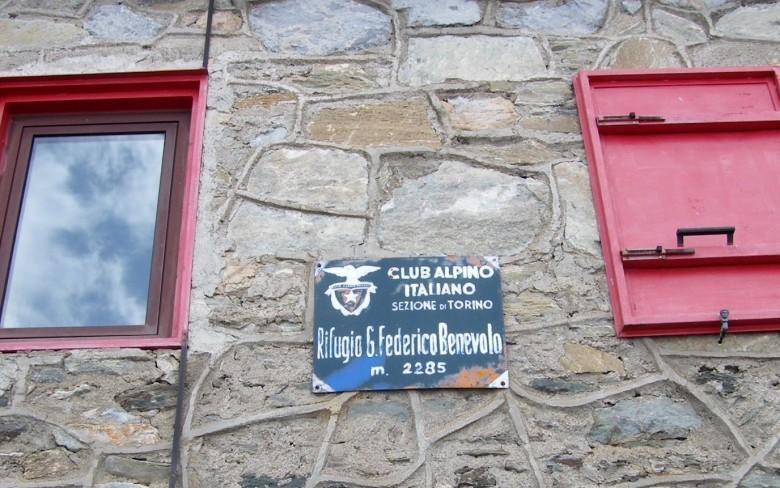 CLUB ALPINO
ITALIANO
SEZIONE DI TORINO
Rifugio G. Federico Benevolo
m. 2285